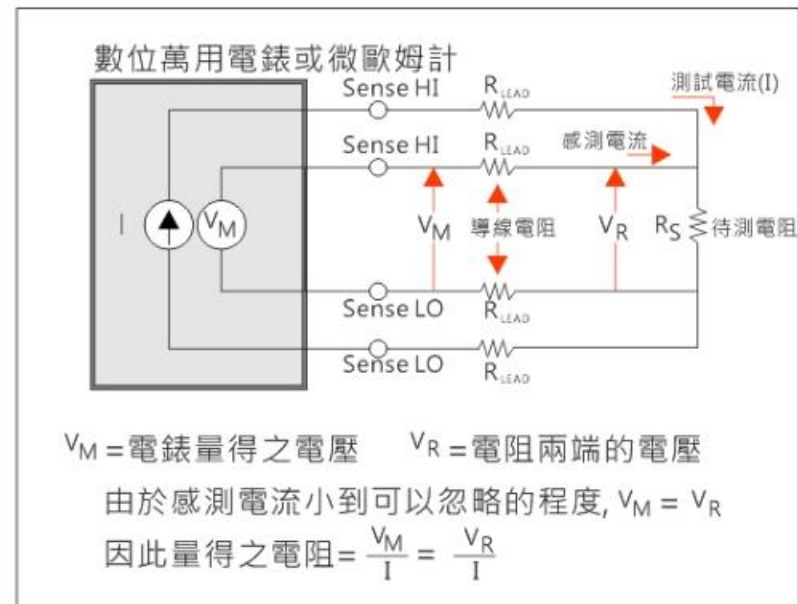 數位萬用電錶或微歐姆計
Sense HI
R LEAD
測試電流(I)
Sense HI
R LEAD
感測電流
I
VM
VM
導線電阻
VR
RS
待測電阻
Sense LO
R LEAD
Sense LO
R LEAD
VM=電錶量得之電壓 VR=電阻兩端的電壓
由於感測電流小到可以忽略的程度, VM = VR
因此量得之電阻= VM/I = VR/I